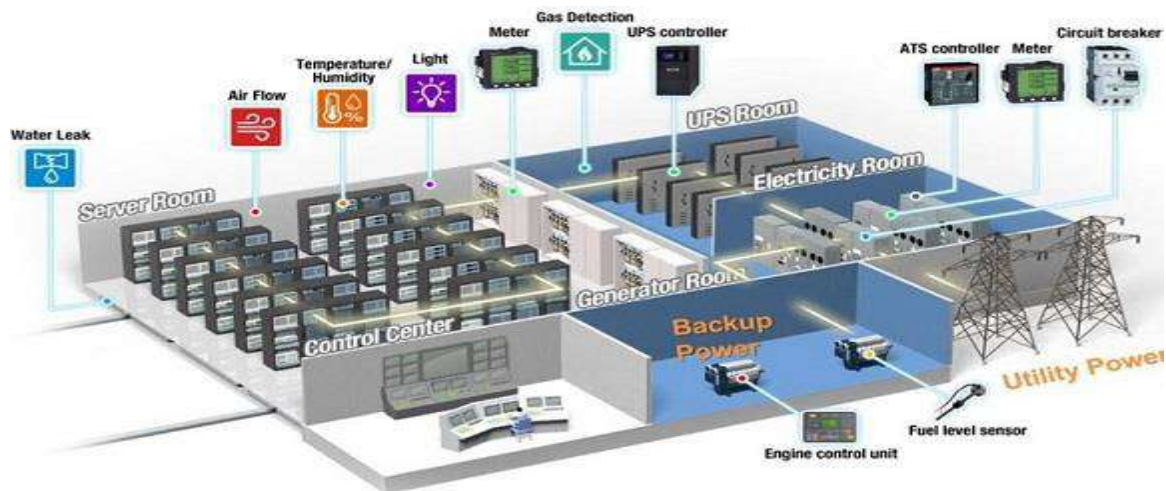 Gas Detection
Meter
UPS controller
Circuit breaker
ATS controller
Meter
Light
Temperature/
Humidity
Air Flow
Water Leak
UPS Room
Electricity Room
Server Room
Generator Room
Control Center
Backup
Power
Utility Power
Fuel level sensor
Engine control unit
%